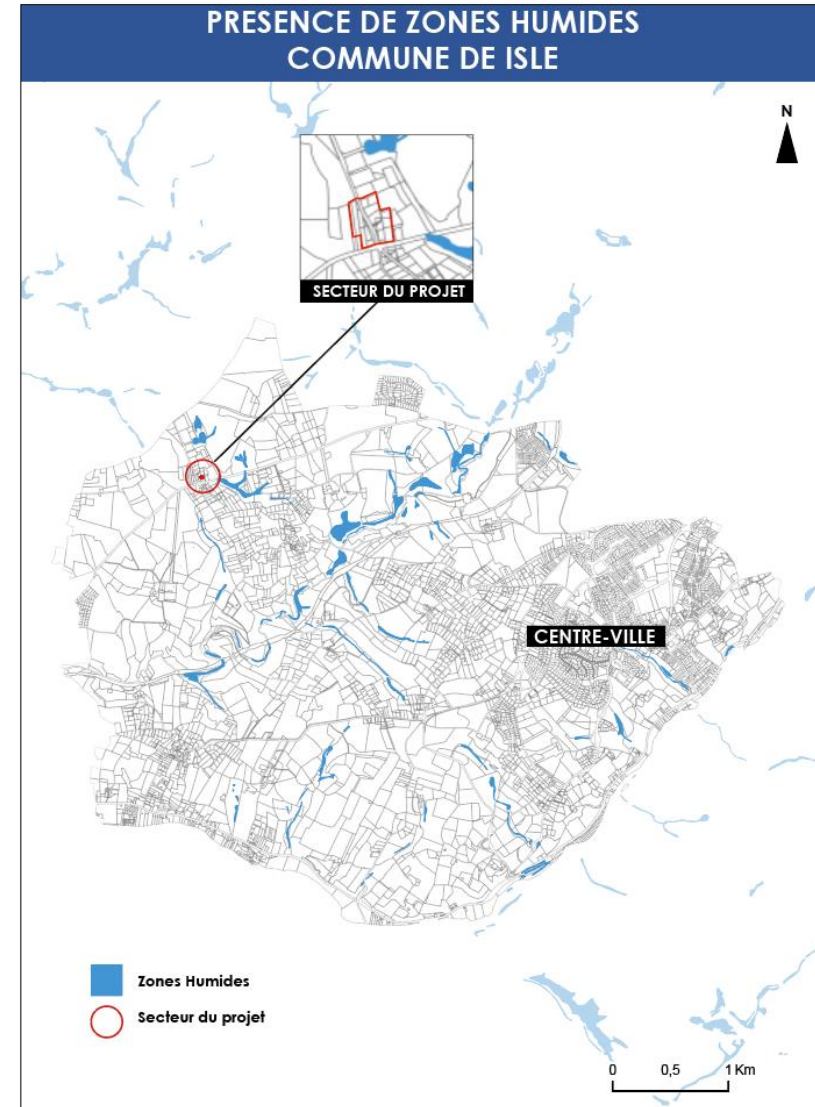 PRESENCE DE ZONES HUMIDES
COMMUNE DE ISLE
N
SECTEUR DU PROJET
CENTRE-VILLE
Zones Humides
Secteur du projet
0 0,5 1 Km